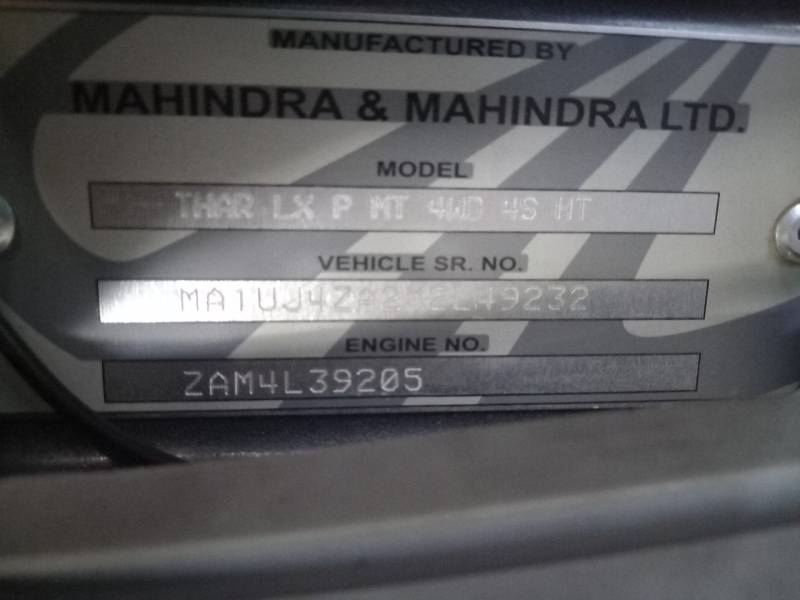 MANUFACTURED BY
MAHINDRA & MAHINDRA LTD.
MODEL
THAR LX P MT 4WD 4S HT
VEHICLE SR. NO.
ENGINE NO.
ZAM4L39205